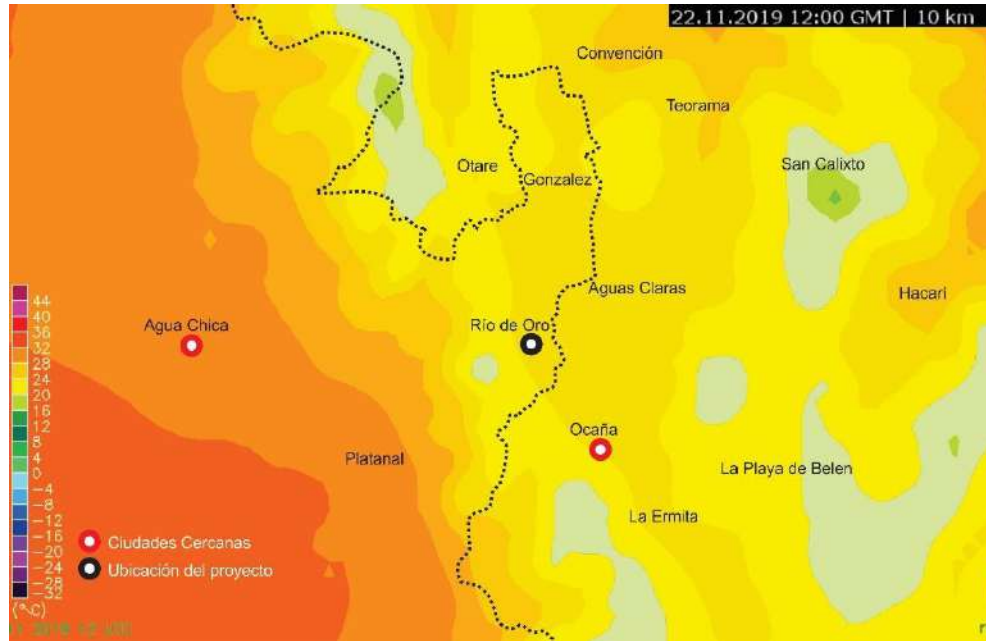 22.11.2019 12:00 GMT | 10 km
Convención
Teorama
San Calixto
Otare
Gonzalez
Aguas Claras
Hacari
Agua Chica
Río de Oro
Ocaña
Platanal
La Playa de Belen
La Ermita
44
40
36
32
28
24
20
16
12
8
4
0
−4
−8
−12
−16
−20
−24
−28
−32
(°C)
Ciudades Cercanas
Ubicación del proyecto